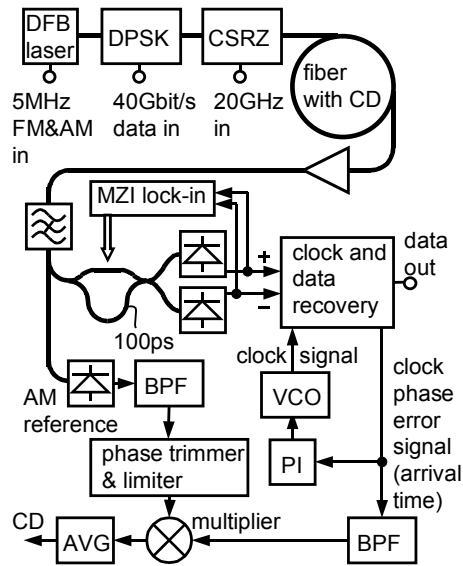 DFB
laser
DPSK
CSRZ
5MHz
FM&AM
in
40Gbit/s
data in
20GHz
in
fiber
with CD
MZI lock-in
+
−
clock and
data
recovery
data
out
100ps
clock signal
clock
phase
error
signal
(arrival
time)
VCO
PI
AM
reference
BPF
phase trimmer
& limiter
CD
AVG
multiplier
BPF